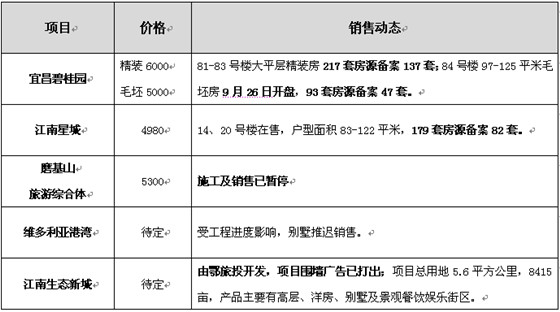 项目 价格 销售动态
宜昌碧桂园
精装 6000
毛坯 5000
81-83 号楼大平层精装房 217 套房源备案 137 套；84 号楼 97-125 平米毛
坯房 9 月 26 日开盘，93 套房源备案 47 套。
江南星城 4980 14、20 号楼在售，户型面积 83-122 平米，179 套房源备案 82 套。
磨基山
旅游综合体
5300 施工及销售已暂停
维多利亚港湾 待定 受工程进度影响，别墅推迟销售。
江南生态新城 待定
由鄂旅投开发，项目围墙广告已打出；项目总用地 5.6 平方公里，8415
亩，产品主要有高层、洋房、别墅及景观餐饮娱乐街区。